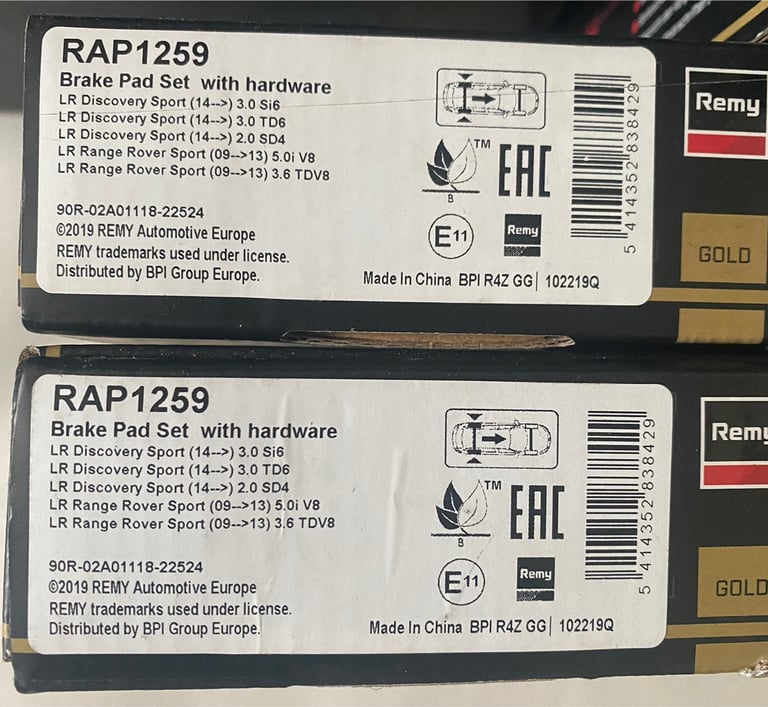 RAP1259
Brake Pad Set with hardware
LR Discovery Sport (14-->) 3.0 Si6
LR Discovery Sport (14-->) 3.0 TD6
LR Discovery Sport (14-->) 2.0 SD4
LR Range Rover Sport (09-->13) 5.0i V8
LR Range Rover Sport (09-->13) 3.6 TDV8
90R-02A01118-22524
©2019 REMY Automotive Europe
REMY trademarks used under license.
Distributed by BPI Group Europe.
TM
B
EAC
E11
Remy
Made In China BPI R4Z GG| 102219Q
5 414352 838429
Remy
GOLD
RAP1259
Brake Pad Set with hardware
LR Discovery Sport (14-->) 3.0 Si6
LR Discovery Sport (14-->) 3.0 TD6
LR Discovery Sport (14-->) 2.0 SD4
LR Range Rover Sport (09-->13) 5.0i V8
LR Range Rover Sport (09-->13) 3.6 TDV8
90R-02A01118-22524
©2019 REMY Automotive Europe
REMY trademarks used under license.
Distributed by BPI Group Europe.
TM
B
EAC
E11
Remy
Made In China BPI R4Z GG| 102219Q
5 414352 838429
Remy
GOLD